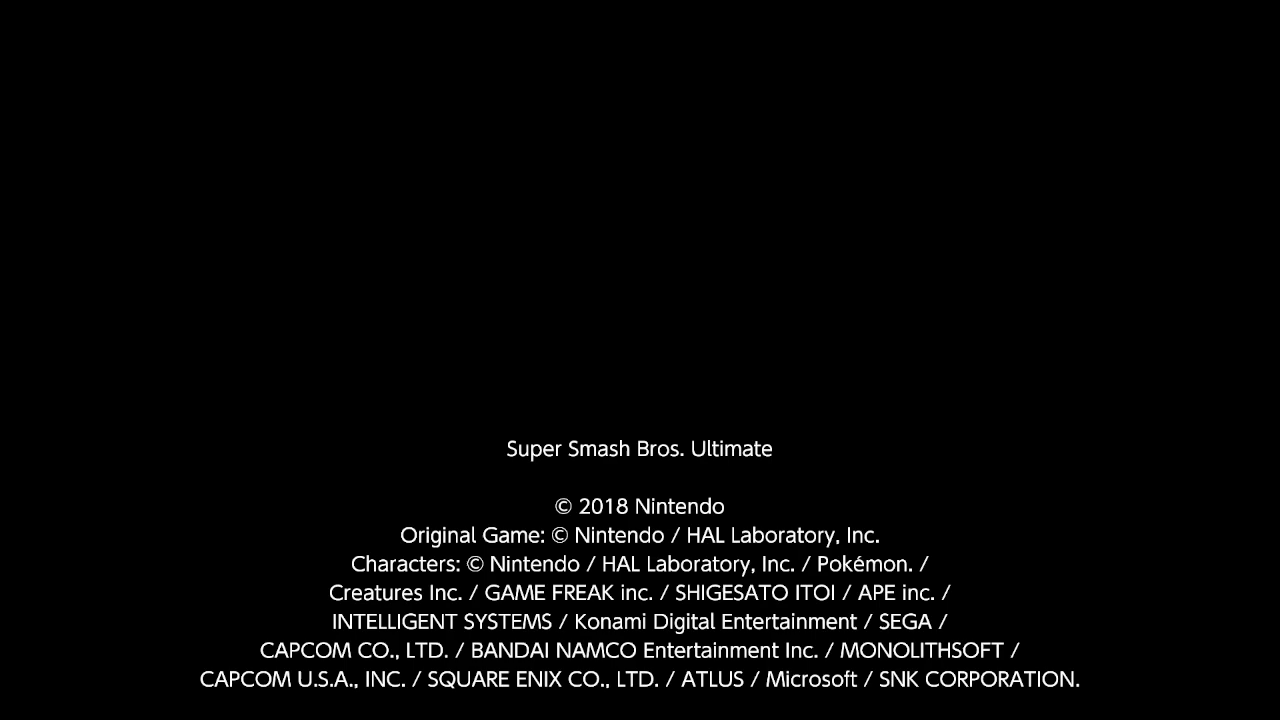 Super Smash Bros. Ultimate
© 2018 Nintendo
Original Game: © Nintendo / HAL Laboratory, Inc.
Characters: © Nintendo / HAL Laboratory, Inc. / Pokémon. /
Creatures Inc. / GAME FREAK inc. / SHIGESATO ITOI / APE inc. /
INTELLIGENT SYSTEMS / Konami Digital Entertainment / SEGA /
CAPCOM CO., LTD. / BANDAI NAMCO Entertainment Inc. / MONOLITHSOFT /
CAPCOM U.S.A., INC. / SQUARE ENIX CO., LTD. / ATLUS / Microsoft / SNK CORPORATION.